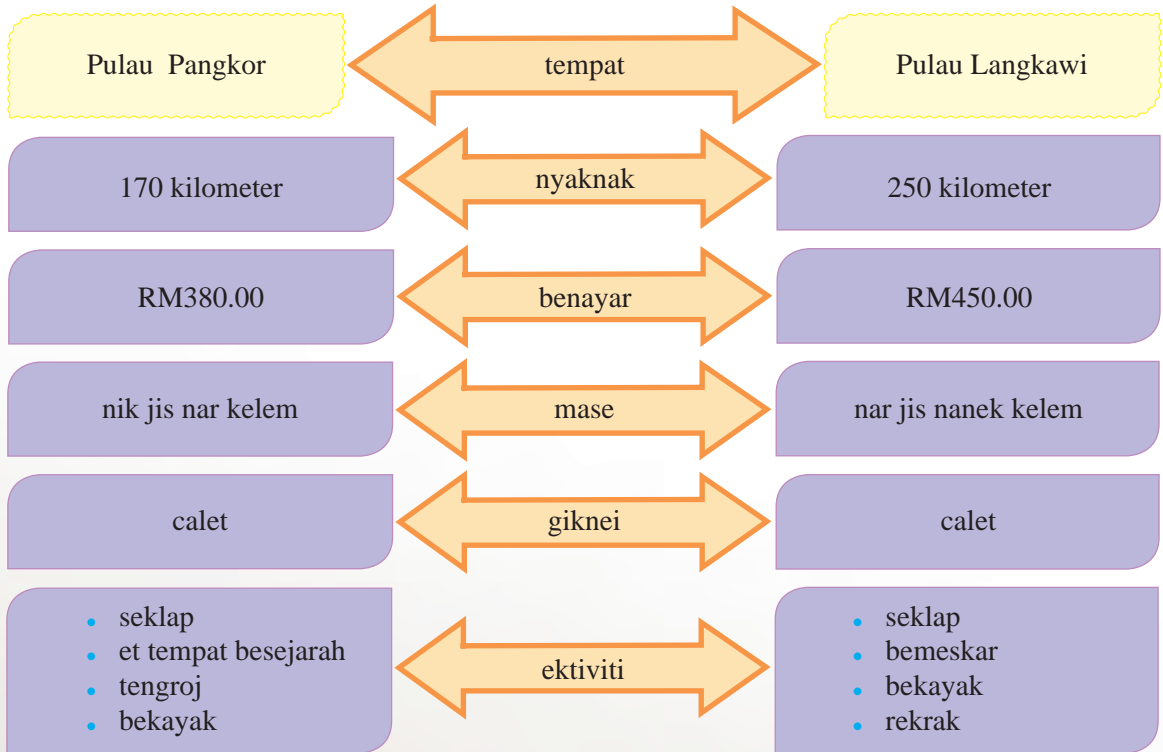 Pulau Pangkor
tempat
Pulau Langkawi
170 kilometer
nyaknak
250 kilometer
RM380.00
benayar
RM450.00
nik jis nar kelem
mase
nar jis nanek kelem
calet
giknei
calet
• seklap
• et tempat besejarah
• tengroj
• bekayak
ektiviti
• seklap
• bemeskar
• bekayak
• rekrak